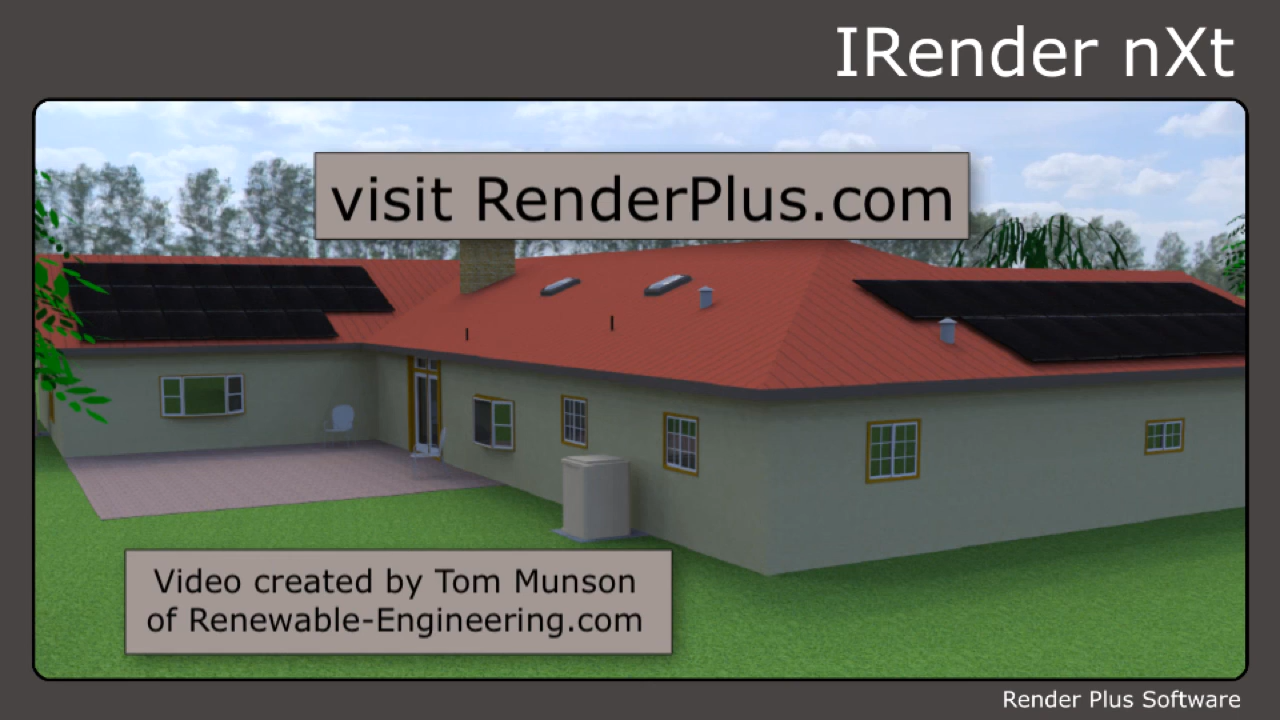 IRender nXt
visit RenderPlus.com
Video created by Tom Munson
of Renewable-Engineering.com
Render Plus Software